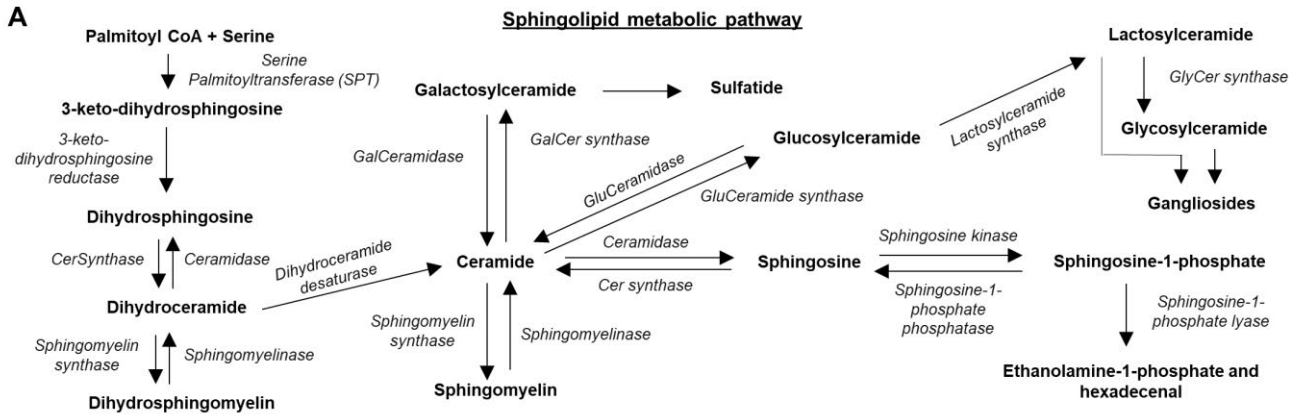 A
Sphingolipid metabolic pathway
Palmitoyl CoA + Serine
Serine
Palmitoyltransferase (SPT)
3-keto-dihydrosphingosine
3-keto-
dihydrosphingosine
reductase
Dihydrosphingosine
CerSynthase
Ceramidase
Dihydroceramide
Sphingomyelin
synthase
Sphingomyelinase
Dihydrosphingomyelin
Dihydroceramide
desaturase
Galactosylceramide
Sulfatide
GalCeramidase
GalCer synthase
Ceramide
Sphingomyelin
synthase
Sphingomyelinase
Sphingomyelin
GluCeramidase
GluCeramide synthase
Glucosylceramide
Lactosylceramide
synthase
Lactosylceramide
GlyCer synthase
Glycosylceramide
Gangliosides
Ceramidase
Cer synthase
Sphingosine
Sphingosine kinase
Sphingosine-1-
phosphate
phosphatase
Sphingosine-1-phosphate
Sphingosine-1-
phosphate lyase
Ethanolamine-1-phosphate and
hexadecenal